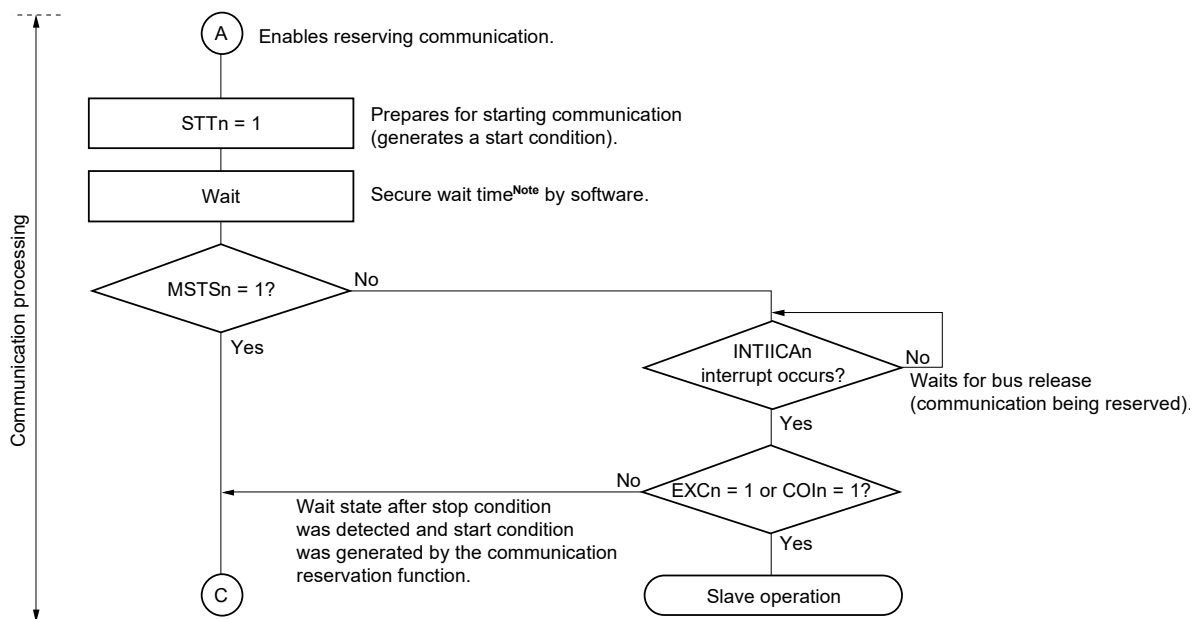 A
Enables reserving communication.
STTn = 1
Prepares for starting communication
(generates a start condition).
Wait
Secure wait timeNote by software.
Communication processing
MSTSn = 1?
No
Yes
INTIICAn
interrupt occurs?
No
Waits for bus release
(communication being reserved).
Yes
EXCn = 1 or COIn = 1?
No
Wait state after stop condition
was detected and start condition
was generated by the communication
reservation function.
Yes
C
Slave operation